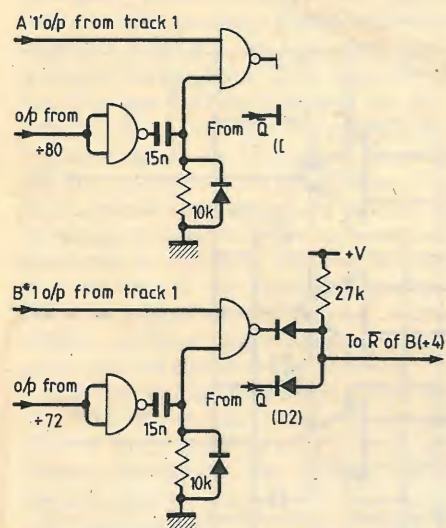 A'1'o/p from track 1
o/p from
÷80
15n
From Q̅
([
10k
+V
27k
B*1 o/p from track 1
To R̅ of B(÷4)
o/p from
÷72
15n
From Q̅
(D2)
10k